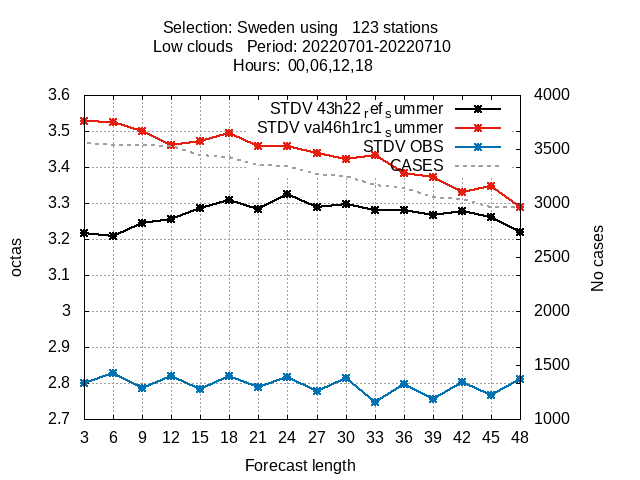 Selection: Sweden using   123 stations
Low clouds   Period: 20220701-20220710
Hours:  00,06,12,18
STDV 43h22_ref_summer
STDV val46h1rc1_summer
STDV OBS
CASES
3.6
3.5
3.4
3.3
3.2
3.1
3
2.9
2.8
2.7
4000
3500
3000
2500
2000
1500
1000
octas
No cases
3 6 9 12 15 18 21 24 27 30 33 36 39 42 45 48
Forecast length